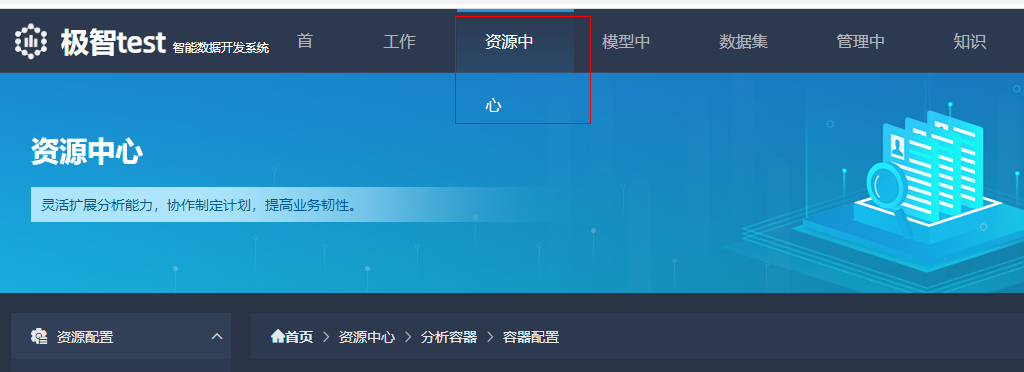 极智test 智能数据开发系统 首 工作 资源中 模型中 数据集 管理中 知识
心
资源中心
灵活扩展分析能力，协作制定计划，提高业务韧性。
资源配置 首页 > 资源中心 > 分析容器 > 容器配置